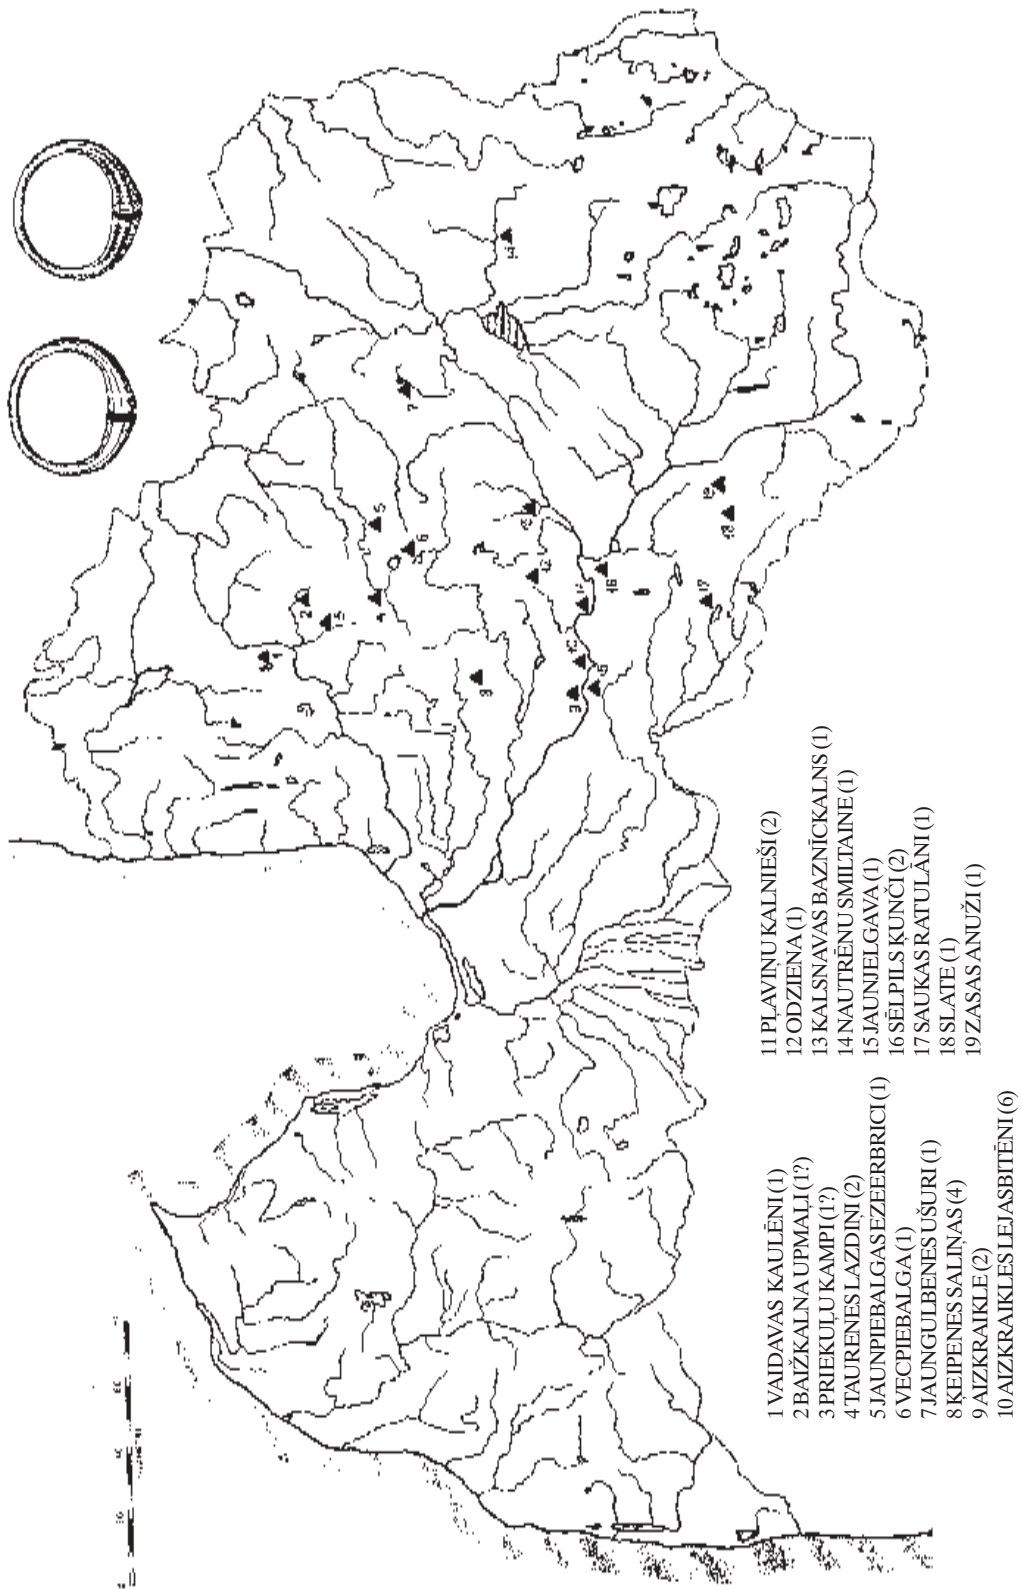 1 VAIDAVAS KAULĒNI (1)
2 BAIŽKALNA UPMAĻI (1?)
3 PRIEKUĻU KAMPI (1?)
4 TAURENES LAZDIŅI (2)
5 JAUNPIEBALGAS EZEERBRICI (1)
6 VECPIEBALGA (1)
7 JAUNGULBENES UŠURI (1)
8 ĶEIPENES SALIŅAS (4)
9 AIZKRAIKLE (2)
10 AIZKRAIKLES LEJASBITĒNI (6)
11 PĻAVIŅU KALNIEŠI (2)
12 ODZIENA (1)
13 KALSNAVAS BAZNĪCKALNS (1)
14 NAUTRĒNU SMILTAINE (1)
15 JAUNJELGAVA (1)
16 SĒLPILS ĶUNČI (2)
17 SAUKAS RATULĀNI (1)
18 SLATE (1)
19 ZASAS ANUŽI (1)